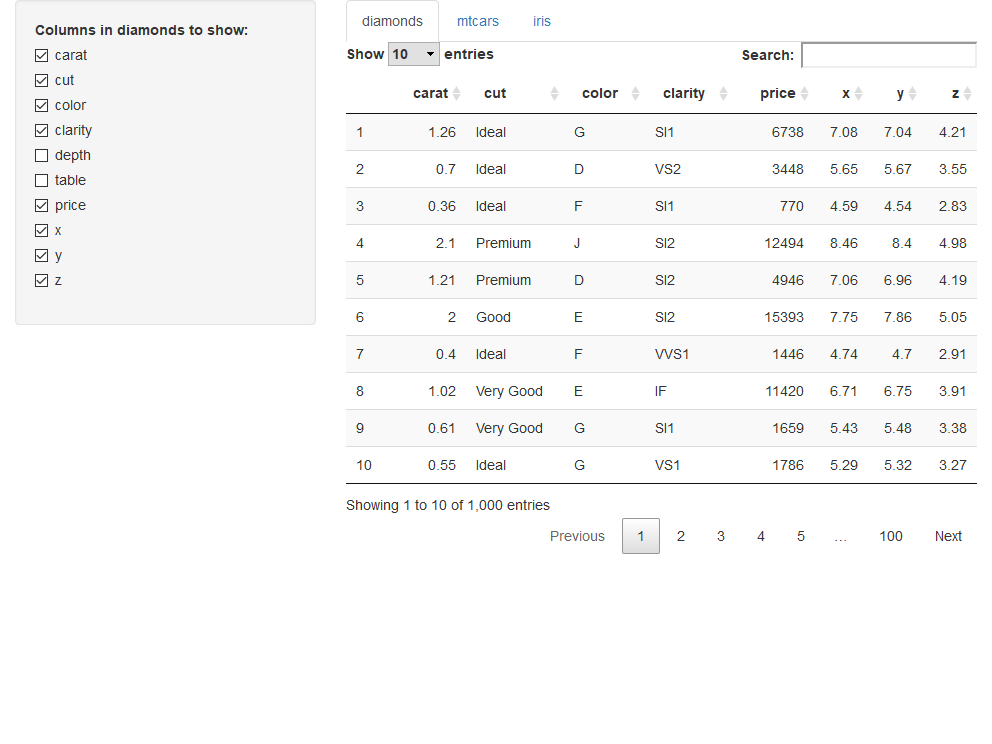 Columns in diamonds to show:
carat
cut
color
clarity
depth
table
price
x
y
z
diamonds mtcars iris
Show 10 entries Search:
carat cut color clarity price x y z
1 1.26 Ideal G SI1 6738 7.08 7.04 4.21
2 0.7 Ideal D VS2 3448 5.65 5.67 3.55
3 0.36 Ideal F SI1 770 4.59 4.54 2.83
4 2.1 Premium J SI2 12494 8.46 8.4 4.98
5 1.21 Premium D SI2 4946 7.06 6.96 4.19
6 2 Good E SI2 15393 7.75 7.86 5.05
7 0.4 Ideal F VVS1 1446 4.74 4.7 2.91
8 1.02 Very Good E IF 11420 6.71 6.75 3.91
9 0.61 Very Good G SI1 1659 5.43 5.48 3.38
10 0.55 Ideal G VS1 1786 5.29 5.32 3.27
Showing 1 to 10 of 1,000 entries
Previous 1 2 3 4 5 … 100 Next